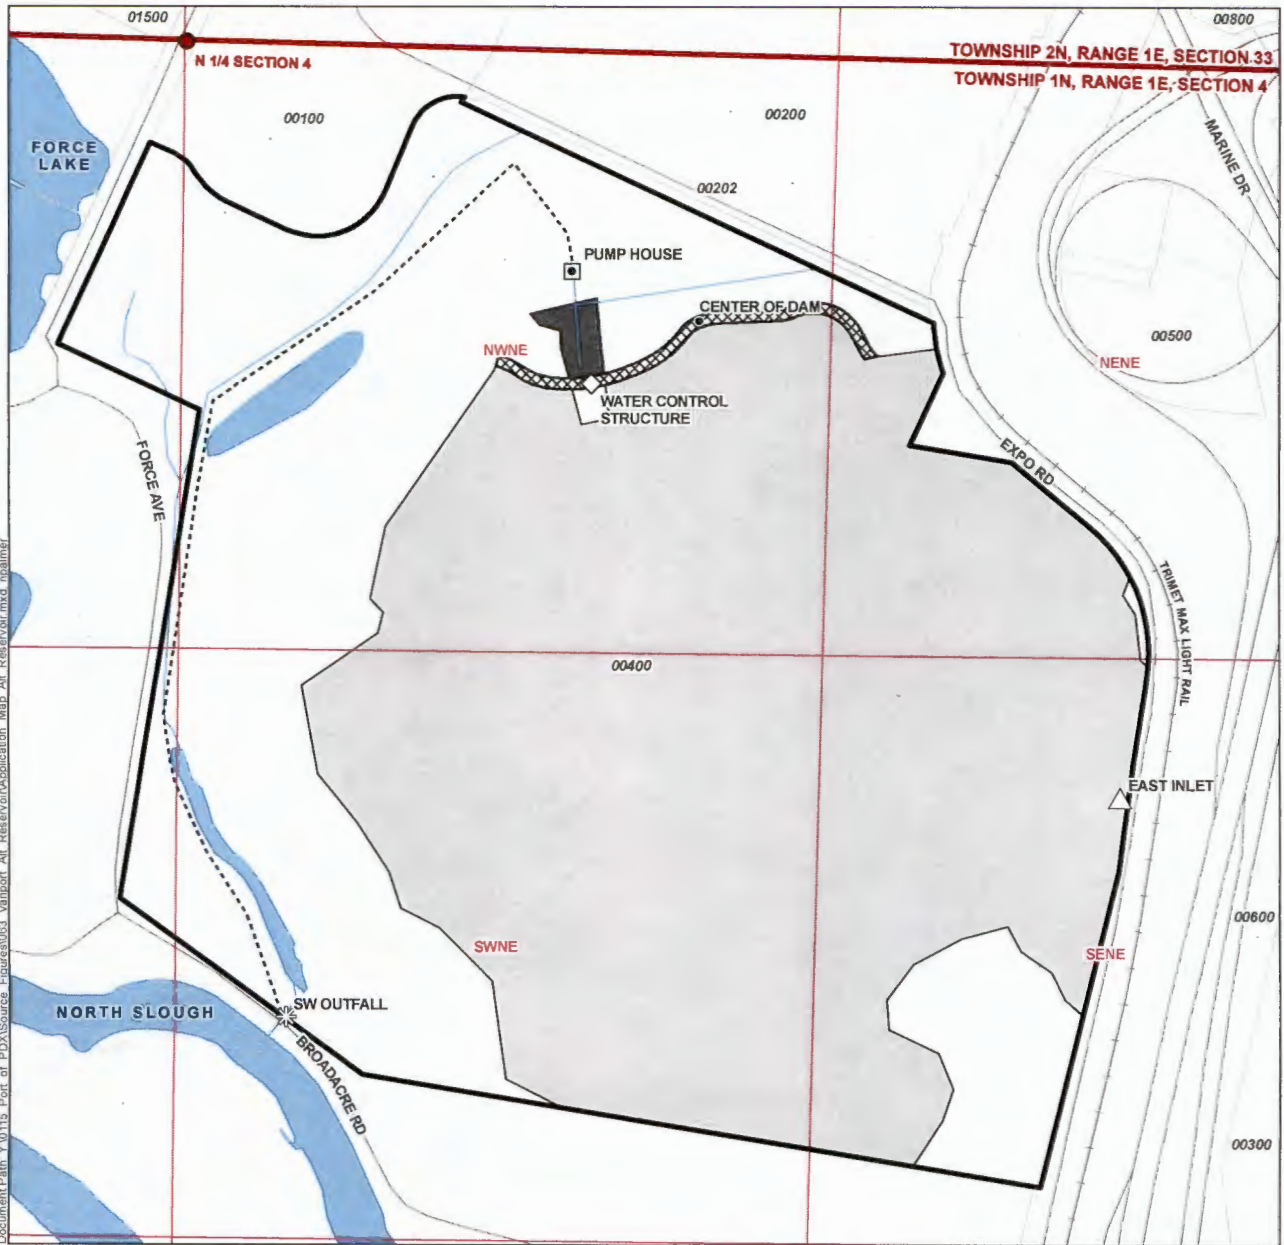 01500
00800
N 1/4 SECTION 4
TOWNSHIP 2N, RANGE 1E, SECTION 33
TOWNSHIP 1N, RANGE 1E, SECTION 4
00100
00200
MARINE DR
FORCE
LAKE
00202
PUMP HOUSE
CENTER OF DAM
00500
NWNE
NENE
WATER CONTROL
STRUCTURE
EXPO RD
FORCE AVE
TRIMET MAX LIGHT RAIL
00400
EAST INLET
00600
SWNE
SENE
SW OUTFALL
NORTH SLOUGH
BROADACRE RD
00300